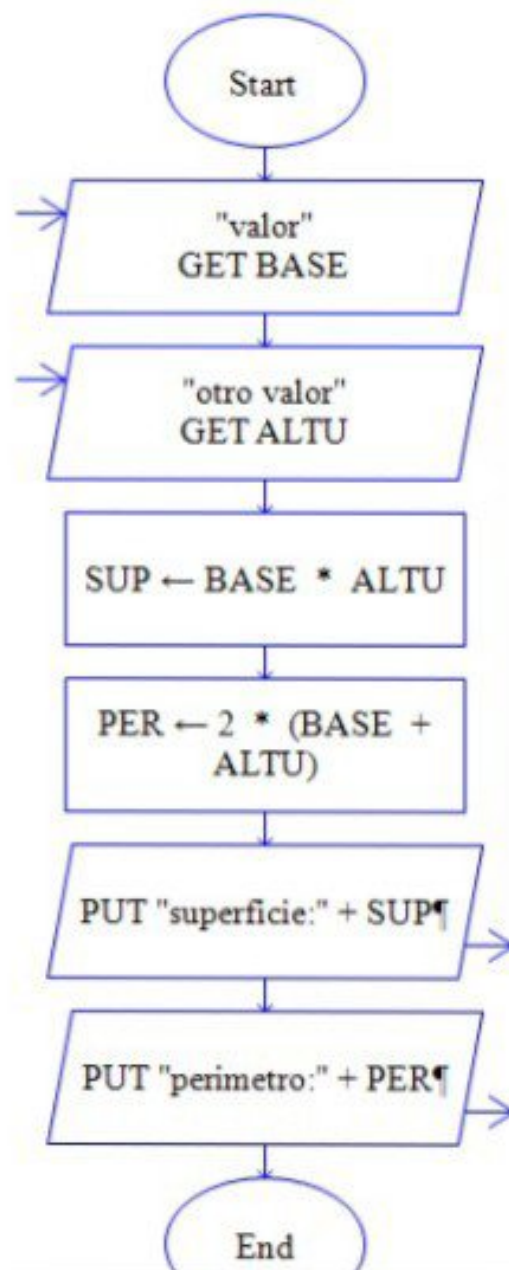 Start
"valor"
GET BASE
"otro valor"
GET ALTU
SUP ← BASE * ALTU
PER ← 2 * (BASE +
ALTU)
PUT "superficie:" + SUP¶
PUT "perimetro:" + PER¶
End